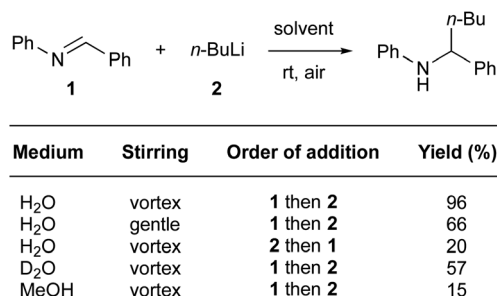 Ph N Ph + n-BuLi solvent rt, air Ph N H n-Bu Ph
1 2
Medium Stirring Order of addition Yield (%)
H₂O vortex 1 then 2 96
H₂O gentle 1 then 2 66
H₂O vortex 2 then 1 20
D₂O vortex 1 then 2 57
MeOH vortex 1 then 2 15